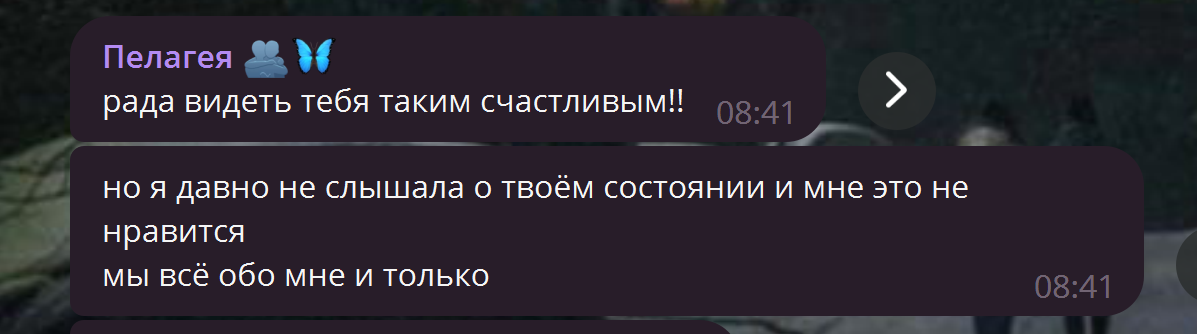 Пелагея 🫂🦋
рада видеть тебя таким счастливым!! 08:41
но я давно не слышала о твоём состоянии и мне это не
нравится
мы всё обо мне и только 08:41